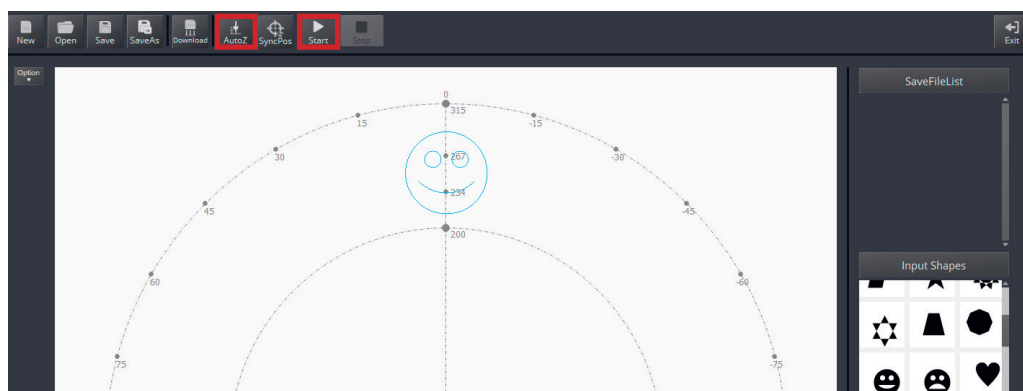 New Open Save SaveAs Download AutoZ SyncPos Start Stop Exit
Option
SaveFileList
0
315
15 -15
30 267 -30
234
45 -45
200
Input Shapes
60 -60
75 -75